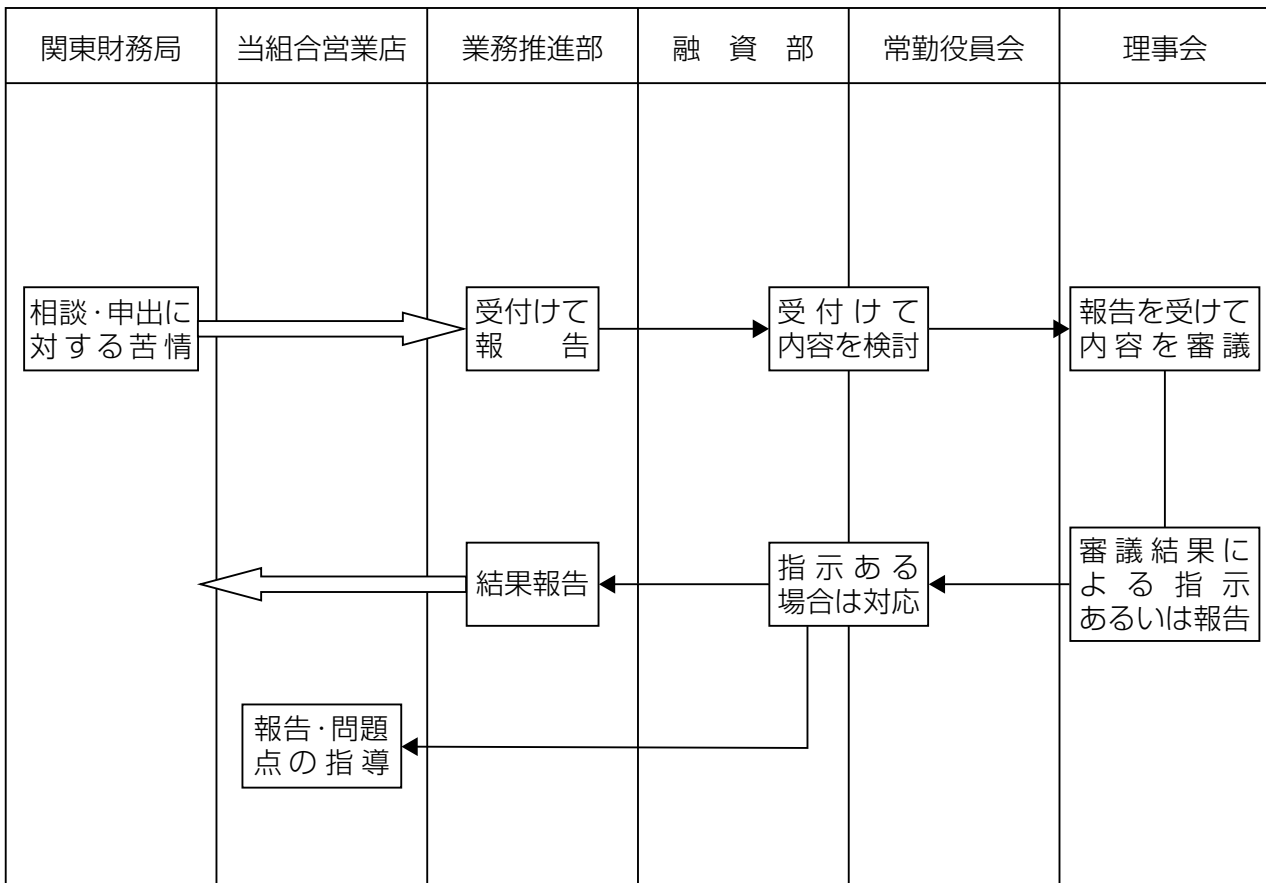 関東財務局
当組合営業店
業務推進部
融資部
常勤役員会
理事会
相談・申出に
対する苦情
受付けて
報告
受付けて
内容を検討
報告を受けて
内容を審議
審議結果に
よる指示
あるいは報告
指示ある
場合は対応
結果報告
報告・問題
点の指導